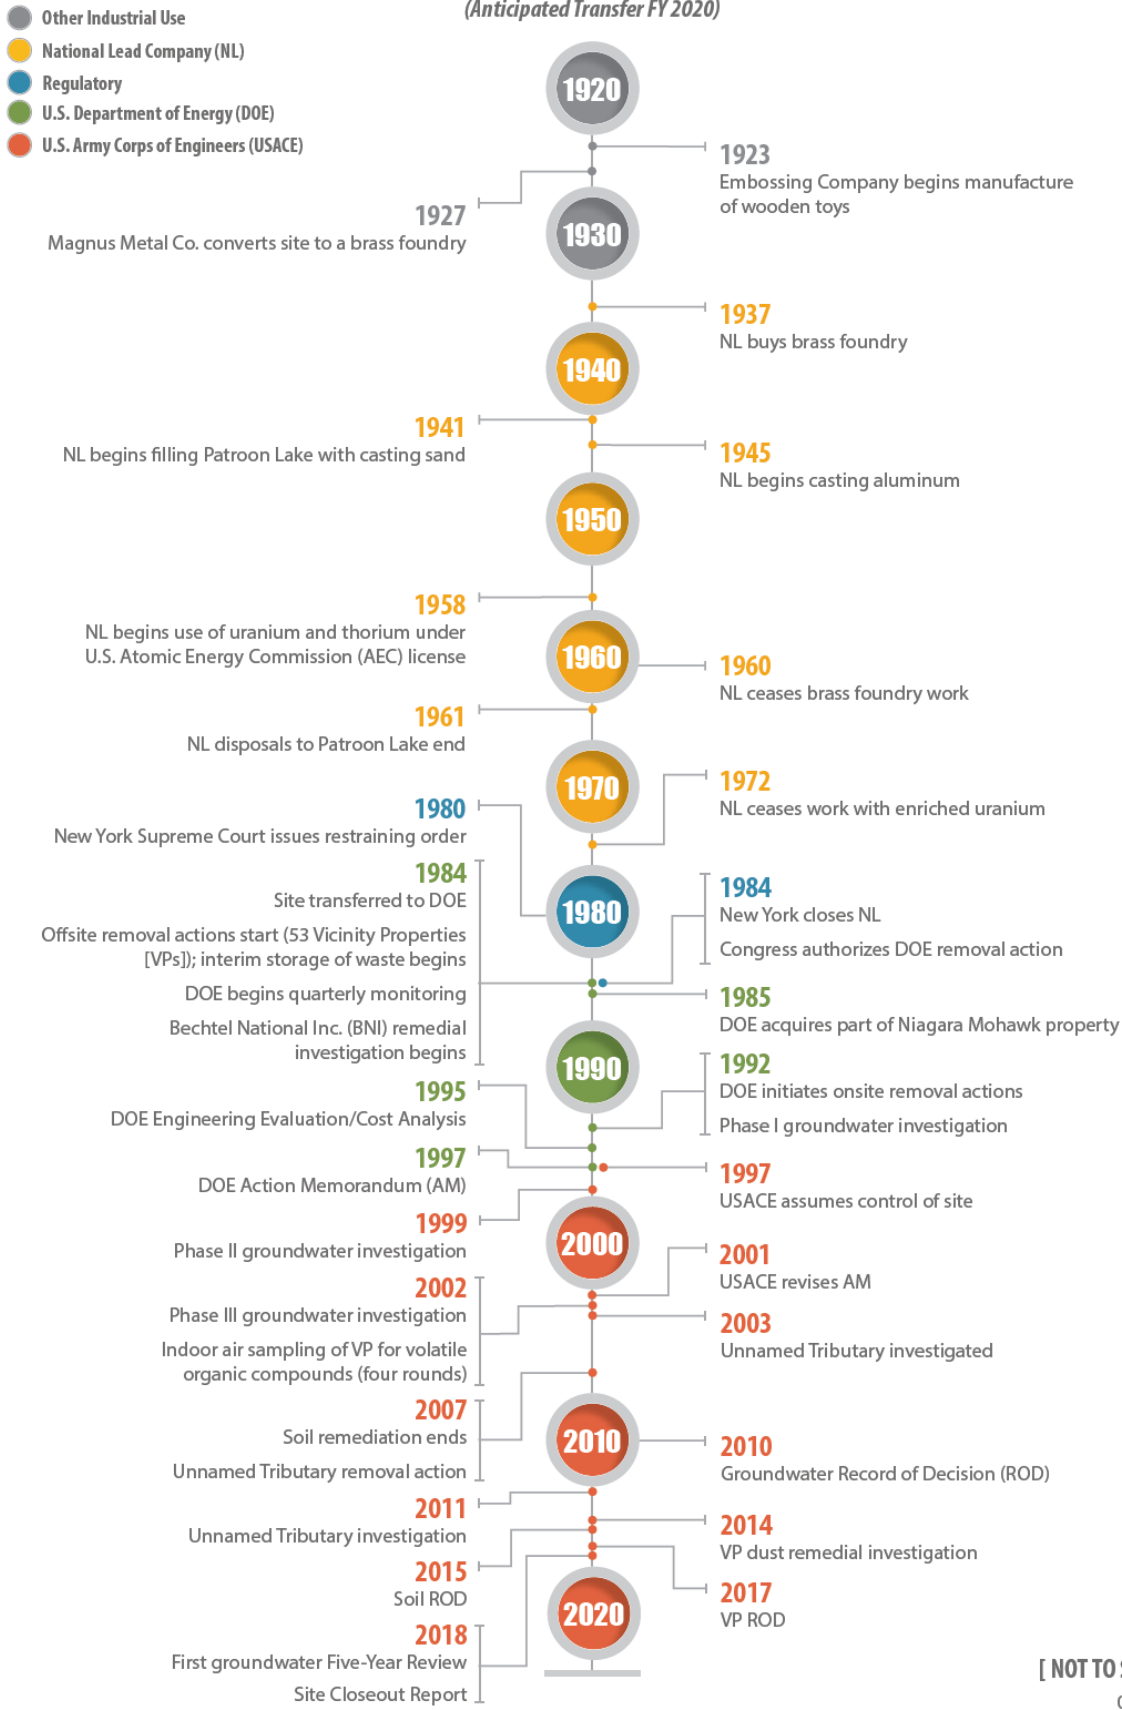 (Anticipated Transfer FY 2020)
Other Industrial Use
National Lead Company (NL)
Regulatory
U.S. Department of Energy (DOE)
U.S. Army Corps of Engineers (USACE)
1920
1923
Embossing Company begins manufacture
of wooden toys
1927
Magnus Metal Co. converts site to a brass foundry
1930
1937
NL buys brass foundry
1940
1941
NL begins filling Patroon Lake with casting sand
1945
NL begins casting aluminum
1950
1958
NL begins use of uranium and thorium under
U.S. Atomic Energy Commission (AEC) license
1960
1960
NL ceases brass foundry work
1961
NL disposals to Patroon Lake end
1970
1972
NL ceases work with enriched uranium
1980
New York Supreme Court issues restraining order
1980
1984
Site transferred to DOE
Offsite removal actions start (53 Vicinity Properties
[VPs]); interim storage of waste begins
DOE begins quarterly monitoring
Bechtel National Inc. (BNI) remedial
investigation begins
1984
New York closes NL
Congress authorizes DOE removal action
1985
DOE acquires part of Niagara Mohawk property
1990
1992
DOE initiates onsite removal actions
Phase I groundwater investigation
1995
DOE Engineering Evaluation/Cost Analysis
1997
DOE Action Memorandum (AM)
1997
USACE assumes control of site
1999
Phase II groundwater investigation
2000
2001
USACE revises AM
2002
Phase III groundwater investigation
Indoor air sampling of VP for volatile
organic compounds (four rounds)
2003
Unnamed Tributary investigated
2007
Soil remediation ends
Unnamed Tributary removal action
2010
2010
Groundwater Record of Decision (ROD)
2011
Unnamed Tributary investigation
2014
VP dust remedial investigation
2015
Soil ROD
2017
VP ROD
2018
First groundwater Five-Year Review
Site Closeout Report
2020
[ NOT TO